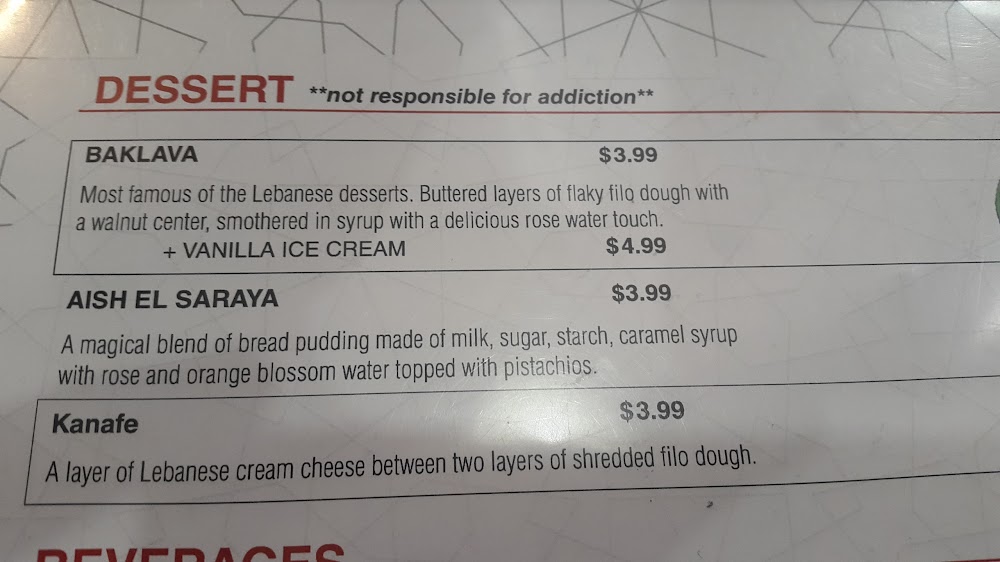 DESSERT **not responsible for addiction**
BAKLAVA $3.99
Most famous of the Lebanese desserts. Buttered layers of flaky filo dough with
a walnut center, smothered in syrup with a delicious rose water touch.
+ VANILLA ICE CREAM $4.99
AISH EL SARAYA $3.99
A magical blend of bread pudding made of milk, sugar, starch, caramel syrup
with rose and orange blossom water topped with pistachios.
Kanafe $3.99
A layer of Lebanese cream cheese between two layers of shredded filo dough.
BEVERAGES